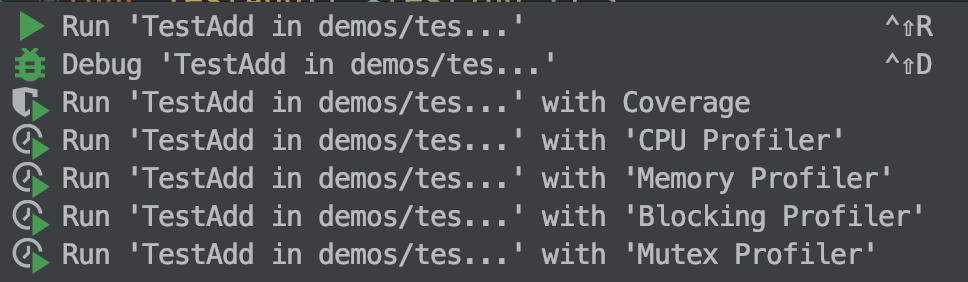 Run 'TestAdd in demos/tes...' ^⇧R
Debug 'TestAdd in demos/tes...' ^⇧D
Run 'TestAdd in demos/tes...' with Coverage
Run 'TestAdd in demos/tes...' with 'CPU Profiler'
Run 'TestAdd in demos/tes...' with 'Memory Profiler'
Run 'TestAdd in demos/tes...' with 'Blocking Profiler'
Run 'TestAdd in demos/tes...' with 'Mutex Profiler'